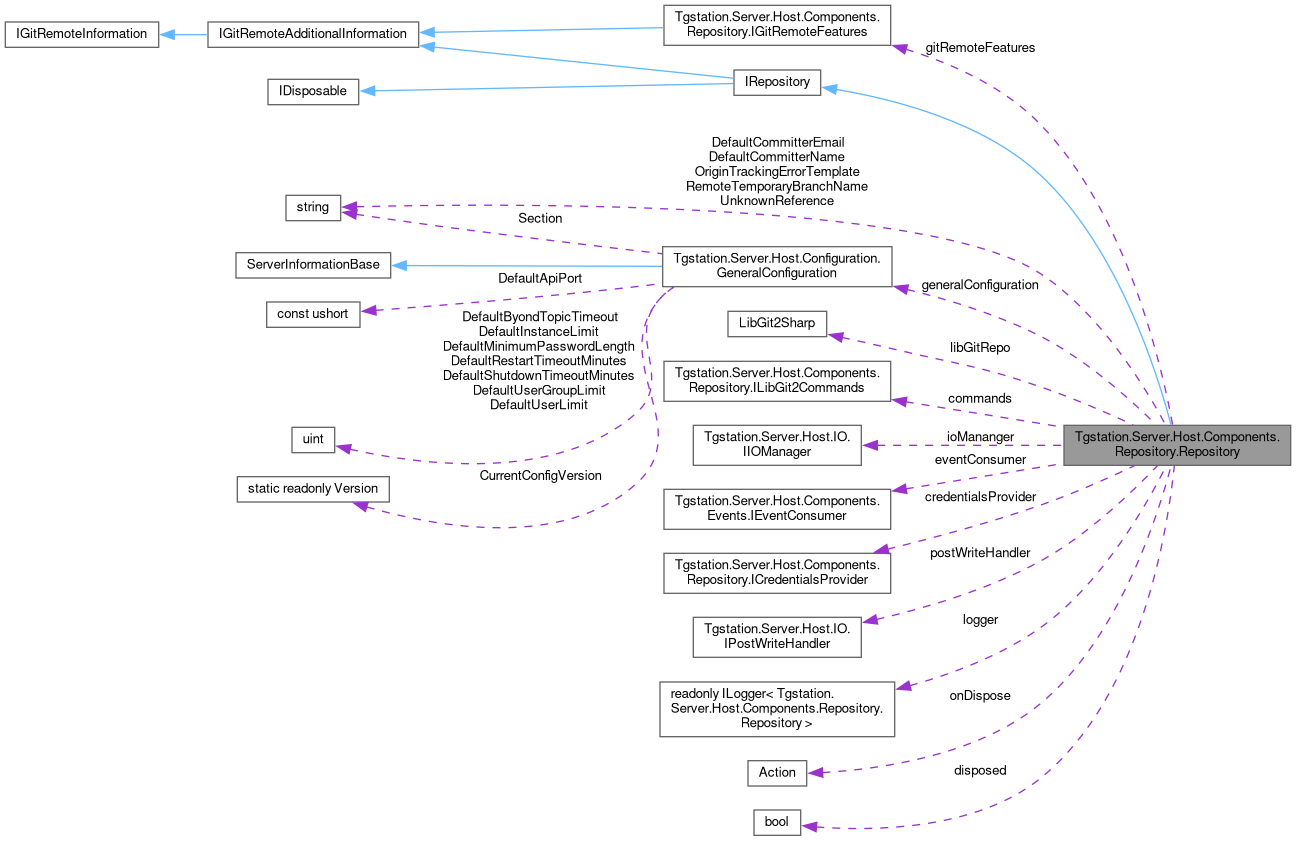 IGitRemoteInformation
IGitRemoteAdditionalInformation
Tgstation.Server.Host.Components.
Repository.IGitRemoteFeatures
gitRemoteFeatures
IDisposable
IRepository
DefaultCommitterEmail
DefaultCommitterName
OriginTrackingErrorTemplate
RemoteTemporaryBranchName
UnknownReference
string
Section
ServerInformationBase
Tgstation.Server.Host.Configuration.
GeneralConfiguration
generalConfiguration
DefaultApiPort
const ushort
DefaultByondTopicTimeout
DefaultInstanceLimit
DefaultMinimumPasswordLength
DefaultRestartTimeoutMinutes
DefaultShutdownTimeoutMinutes
DefaultUserGroupLimit
DefaultUserLimit
LibGit2Sharp
libGitRepo
Tgstation.Server.Host.Components.
Repository.ILibGit2Commands
commands
uint
Tgstation.Server.Host.IO.
IIOManager
ioMananger
Tgstation.Server.Host.Components.
Repository.Repository
eventConsumer
static readonly Version
CurrentConfigVersion
Tgstation.Server.Host.Components.
Events.IEventConsumer
credentialsProvider
Tgstation.Server.Host.Components.
Repository.ICredentialsProvider
postWriteHandler
Tgstation.Server.Host.IO.
IPostWriteHandler
logger
readonly ILogger< Tgstation.
Server.Host.Components.Repository.
Repository >
onDispose
Action
disposed
bool